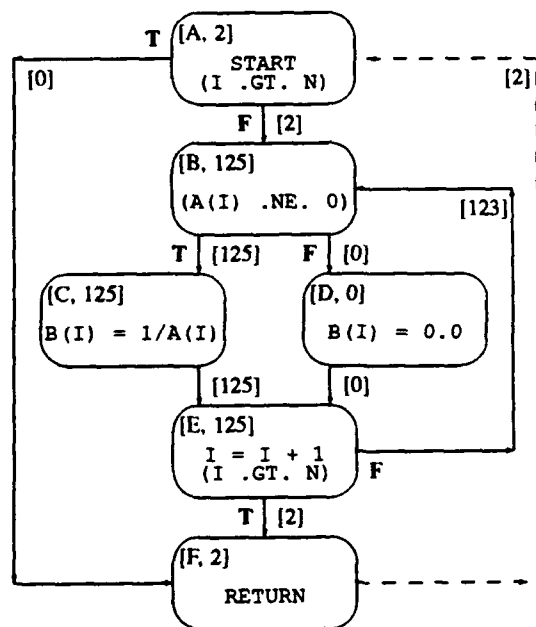 T
[A, 2]
START
(I .GT. N)
[0]
[2]
F
[2]
[B, 125]
(A(I) .NE. 0)
[123]
T
[125]
F
[0]
[C, 125]
B(I) = 1/A(I)
[D, 0]
B(I) = 0.0
[125]
[0]
[E, 125]
I = I + 1
(I .GT. N)
F
T
[2]
[F, 2]
RETURN